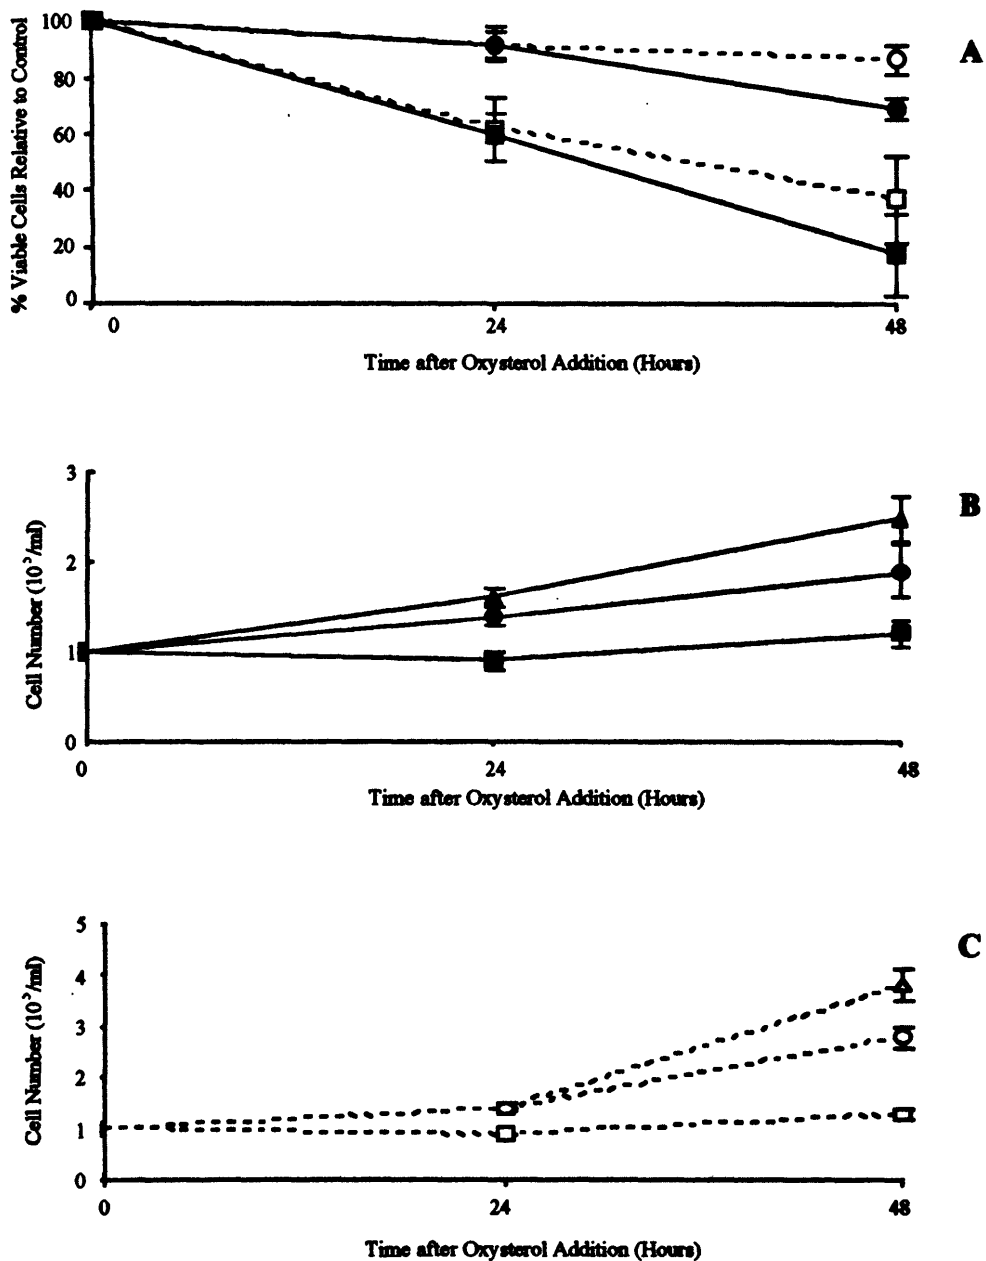 A
% Viable Cells Relative to Control
100
80
60
40
20
0
0 24 48
Time after Oxysterol Addition (Hours)
B
Cell Number (10⁵/ml)
3
2
1
0
0 24 48
Time after Oxysterol Addition (Hours)
C
Cell Number (10⁵/ml)
5
4
3
2
1
0
0 24 48
Time after Oxysterol Addition (Hours)